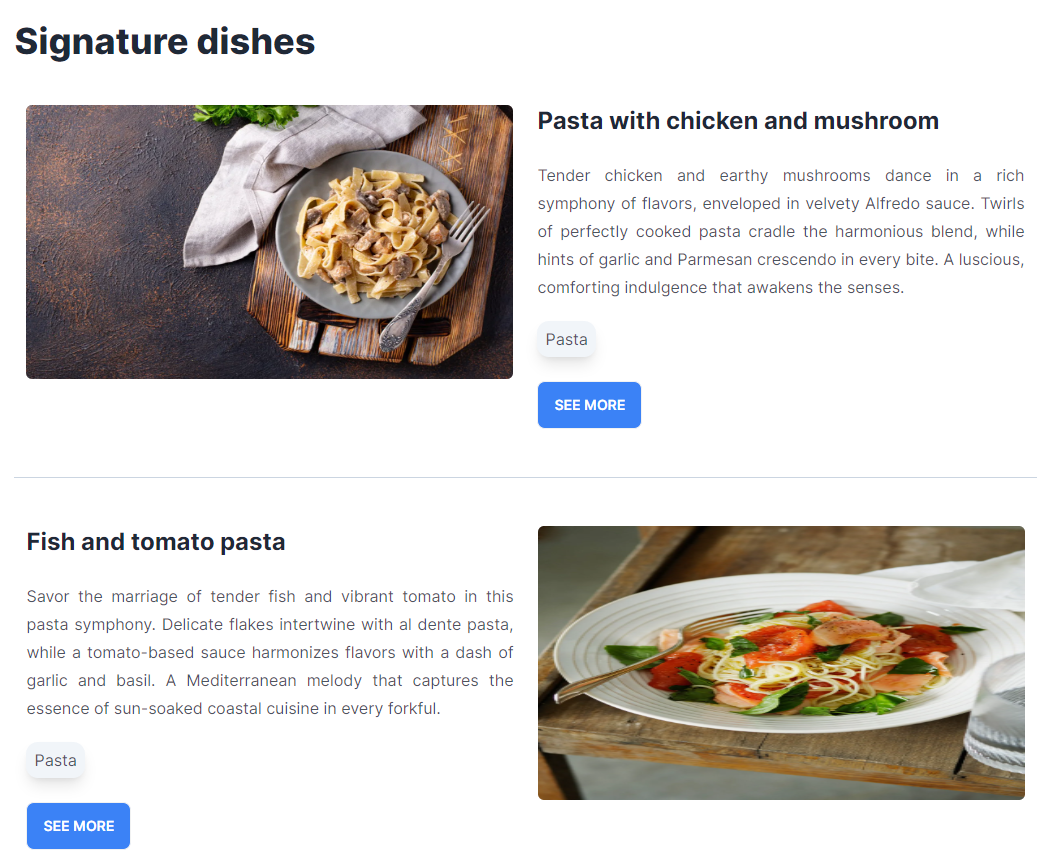 Signature dishes
Pasta with chicken and mushroom
Tender chicken and earthy mushrooms dance in a rich
symphony of flavors, enveloped in velvety Alfredo sauce. Twirls
of perfectly cooked pasta cradle the harmonious blend, while
hints of garlic and Parmesan crescendo in every bite. A luscious,
comforting indulgence that awakens the senses.
Pasta
SEE MORE
Fish and tomato pasta
Savor the marriage of tender fish and vibrant tomato in this
pasta symphony. Delicate flakes intertwine with al dente pasta,
while a tomato-based sauce harmonizes flavors with a dash of
garlic and basil. A Mediterranean melody that captures the
essence of sun-soaked coastal cuisine in every forkful.
Pasta
SEE MORE